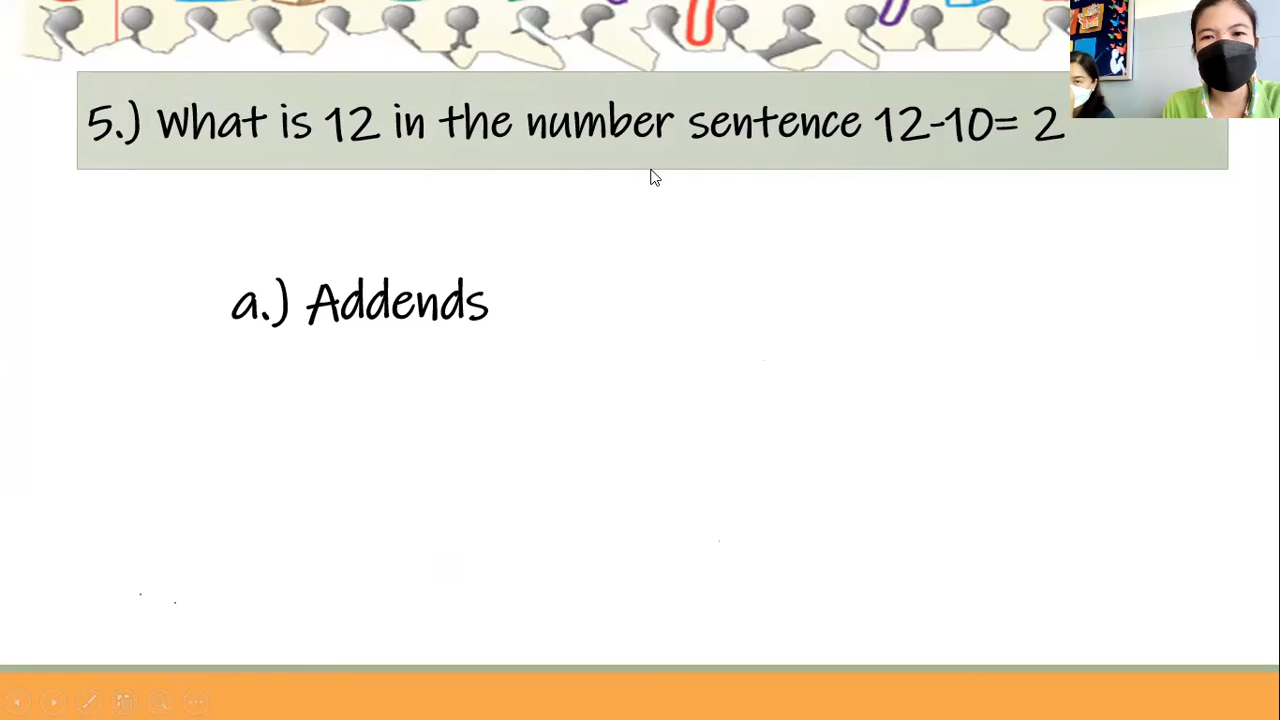 5.) What is 12 in the number sentence 12-10= 2
a.) Addends